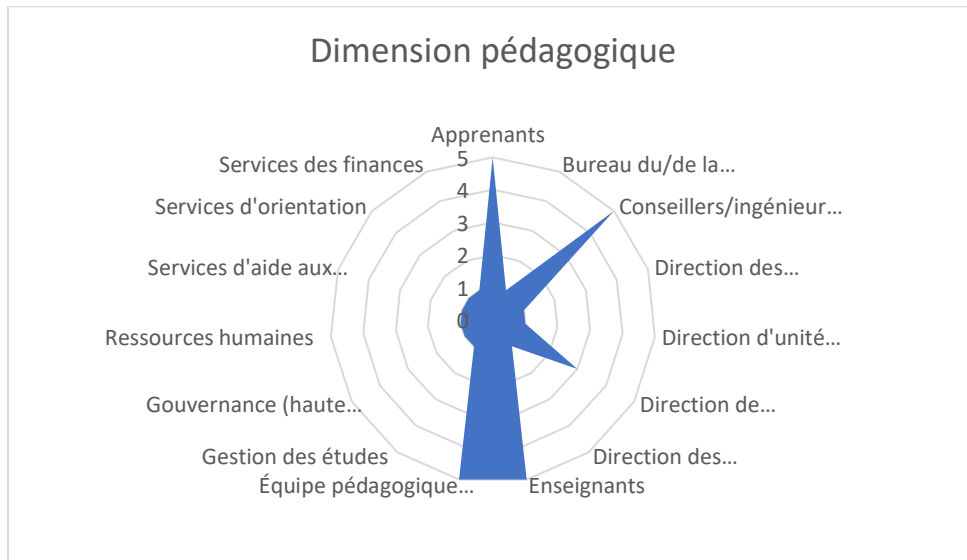 Dimension pédagogique
Apprenants
Bureau du/de la...
Conseillers/ingénieur...
Direction des...
Direction d'unité...
Direction de...
Direction des...
Enseignants
Équipe pédagogique...
Gestion des études
Gouvernance (haute...
Ressources humaines
Services d'aide aux...
Services d'orientation
Services des finances
5
4
3
2
1
0